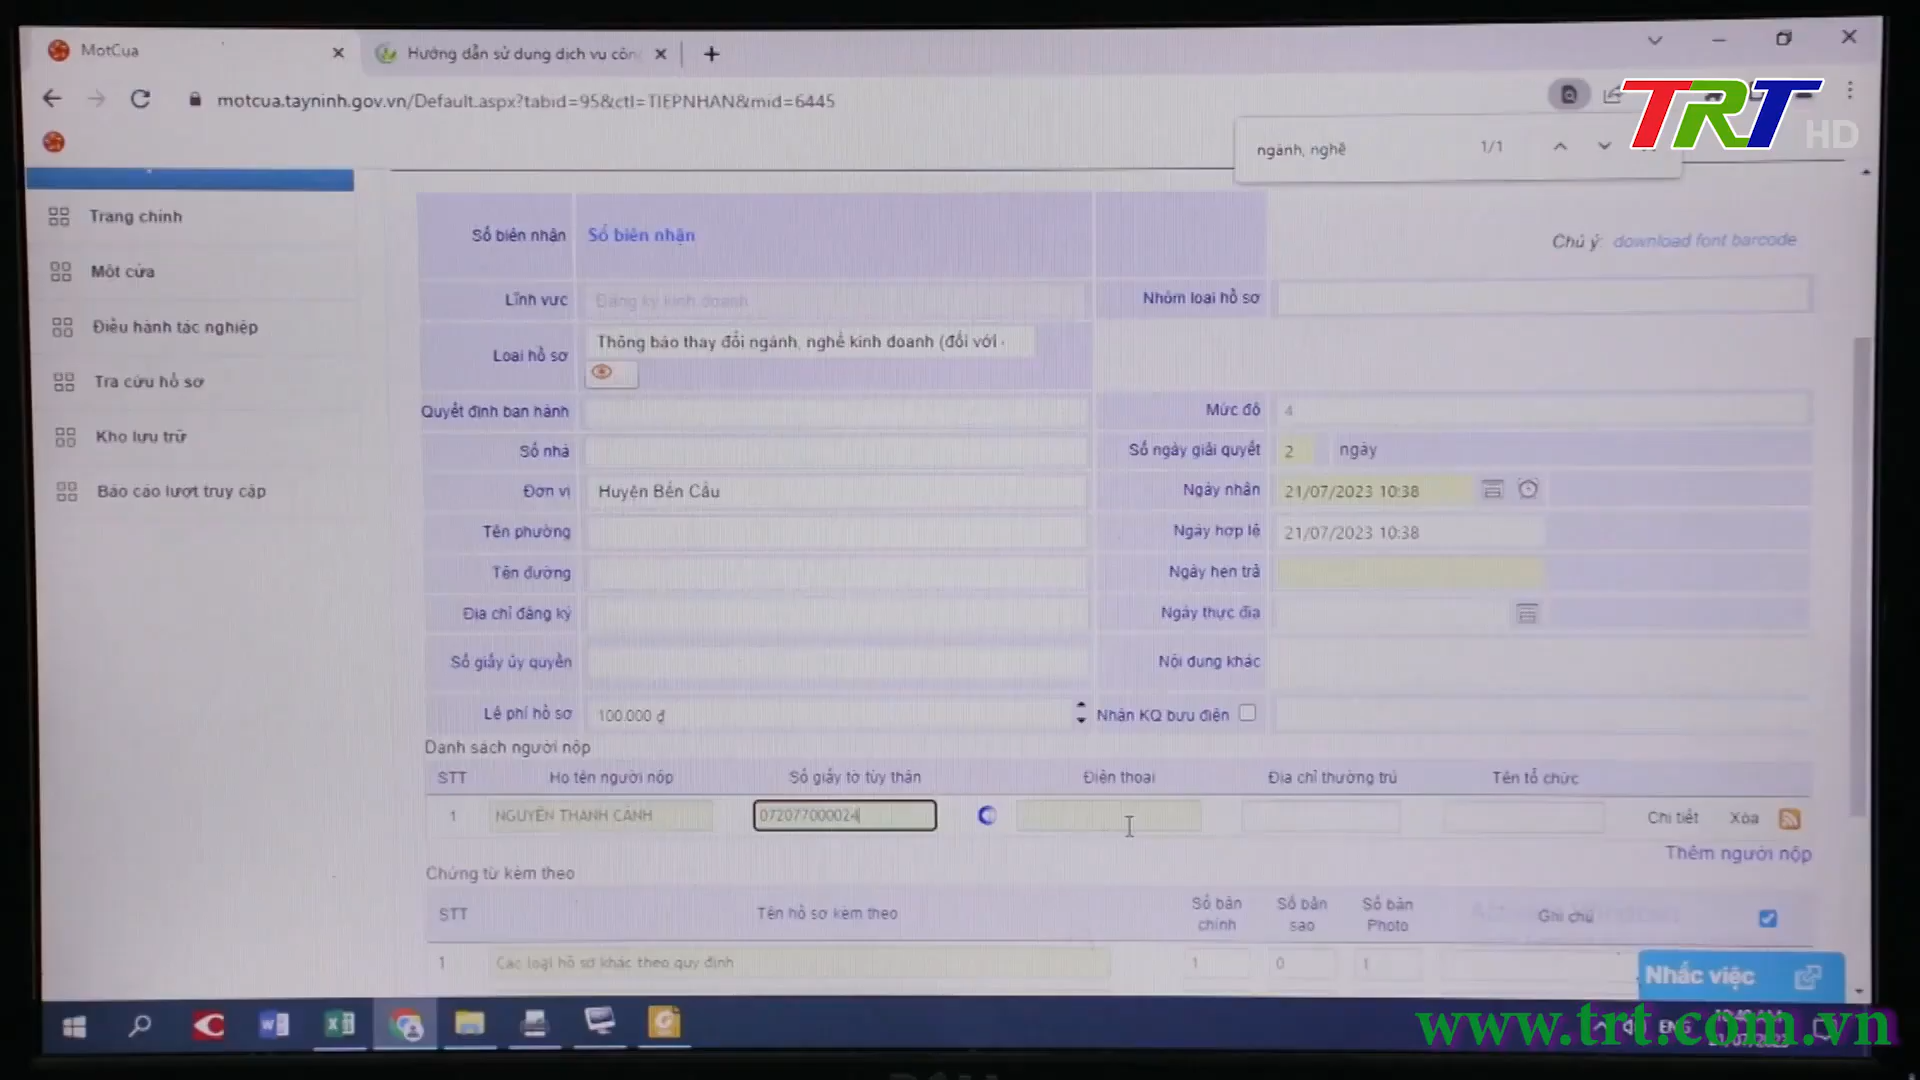 MotCua
Hướng dẫn sử dụng dịch vụ côn
motcua.tayninh.gov.vn/Default.aspx?tabid=95&ctl=TIEPNHAN&mid=6445
TRT HD
ngành, nghề 1/1
Trang chính
Một cửa
Điều hành tác nghiệp
Tra cứu hồ sơ
Kho lưu trữ
Báo cáo lượt truy cập
Số biên nhận Số biên nhận
Chú ý: download font barcode
Lĩnh vực Đăng ký kinh doanh Nhóm loại hồ sơ
Loại hồ sơ Thông báo thay đổi ngành, nghề kinh doanh (đối với
Quyết định ban hành Mức độ 4
Số nhà Số ngày giải quyết 2 ngày
Đơn vị Huyện Bến Cầu Ngày nhận 21/07/2023 10:38
Tên phường Ngày hợp lệ 21/07/2023 10:38
Tên đường Ngày hẹn trả
Địa chỉ đăng ký Ngày thực địa
Số giấy ủy quyền Nội dung khác
Lệ phí hồ sơ 100.000 đ Nhận KQ bưu điện
Danh sách người nộp
STT Họ tên người nộp Số giấy tờ tùy thân Điện thoại Địa chỉ thường trú Tên tổ chức
1 NGUYỄN THANH CẢNH 072077000024 Chi tiết Xóa
Thêm người nộp
Chứng từ kèm theo
STT Tên hồ sơ kèm theo Số bản chính Số bản sao Số bản Photo Ghi chú
1 Các loại hồ sơ khác theo quy định 1 0 1
Nhắc việc
www.trt.com.vn
ENG